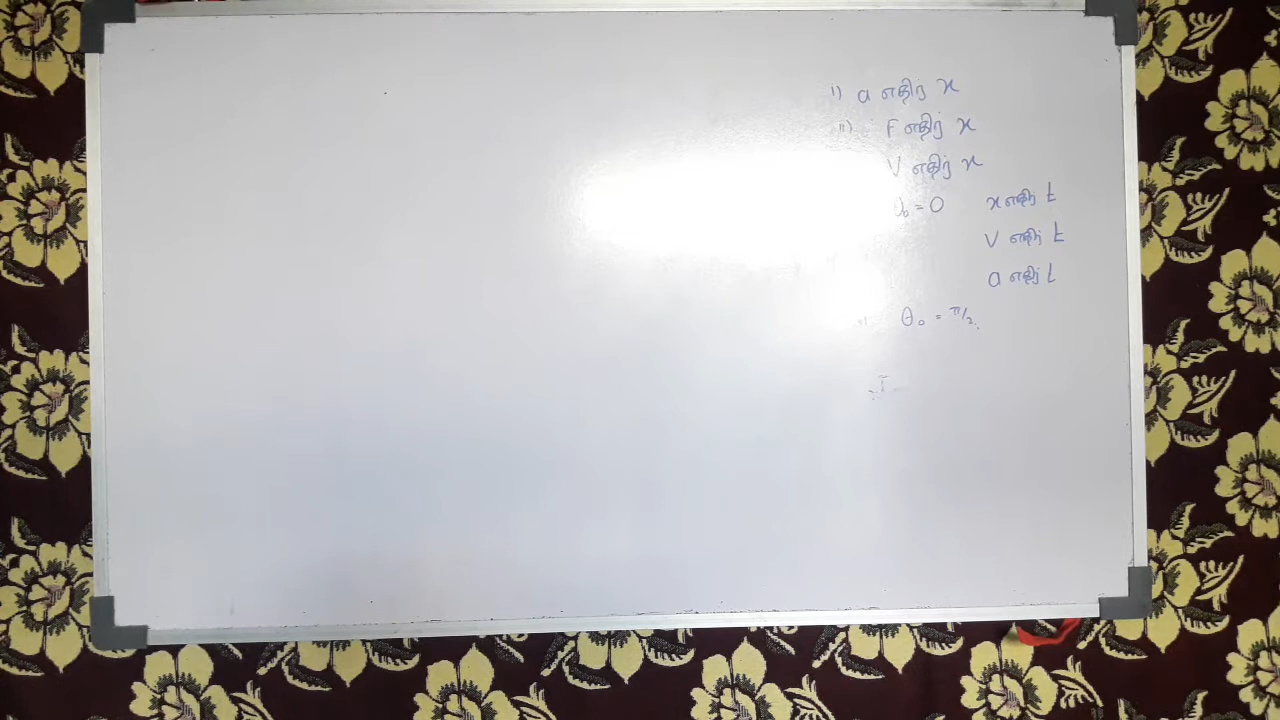 i) a எதிர் x
ii) F எதிர் x
V எதிர் x
θ₀ = 0 x எதிர் t
V எதிர் t
a எதிர் t
θ₀ = π/2